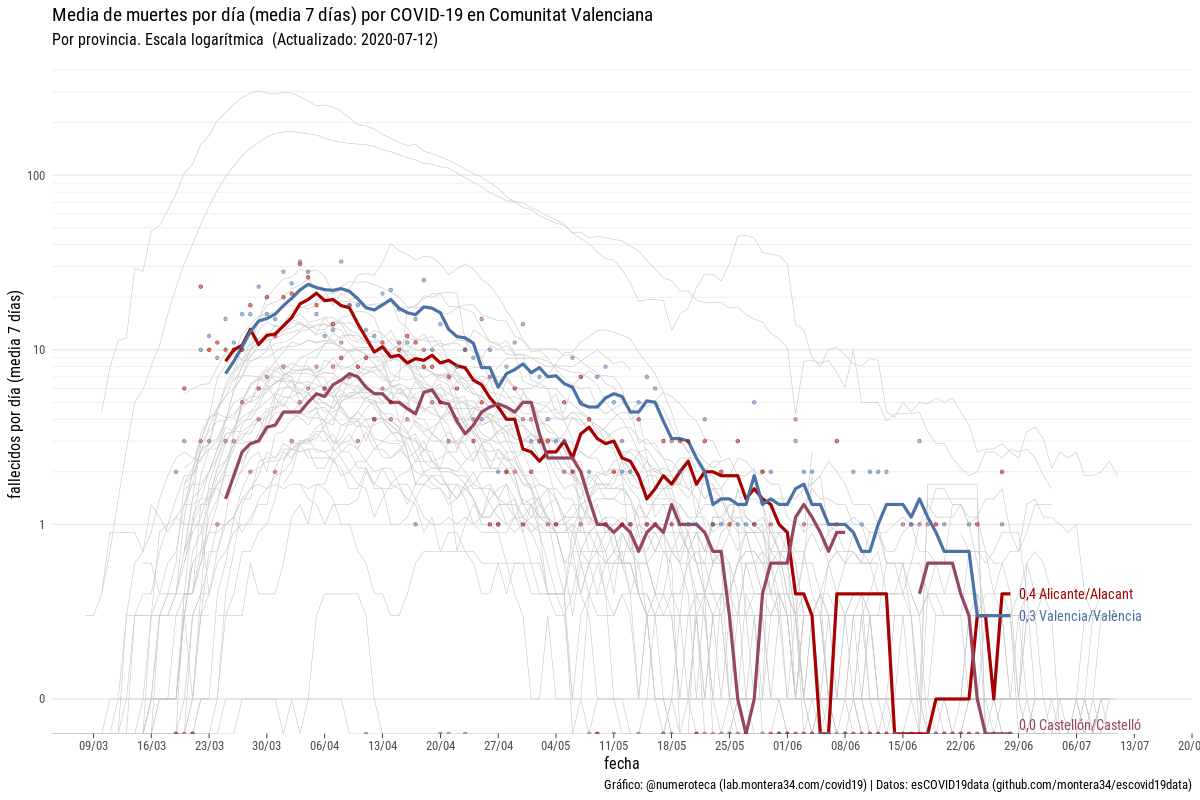 Media de muertes por día (media 7 días) por COVID-19 en Comunitat Valenciana
Por provincia. Escala logarítmica (Actualizado: 2020-07-12)
fallecidos por día (media 7 días)
100
10
1
0
0,4 Alicante/Alacant
0,3 Valencia/València
0,0 Castellón/Castelló
09/03 16/03 23/03 30/03 06/04 13/04 20/04 27/04 04/05 11/05 18/05 25/05 01/06 08/06 15/06 22/06 29/06 06/07 13/07 20/0
fecha
Gráfico: @numeroteca (lab.montera34.com/covid19) | Datos: esCOVID19data (github.com/montera34/escovid19data)